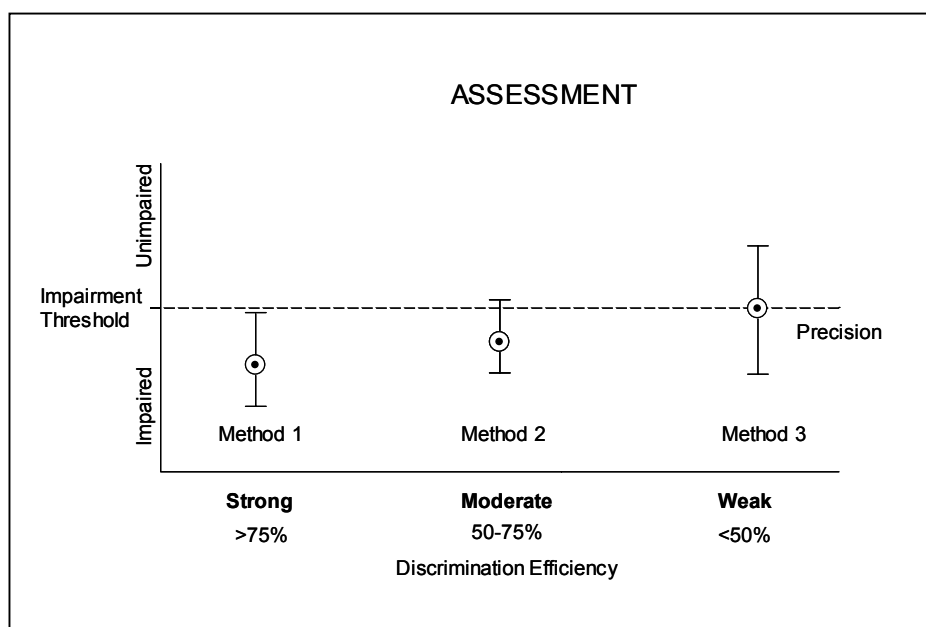 ASSESSMENT
Unimpaired
Impairment
Threshold
Precision
Impaired
Method 1 Method 2 Method 3
Strong Moderate Weak
>75% 50-75% <50%
Discrimination Efficiency